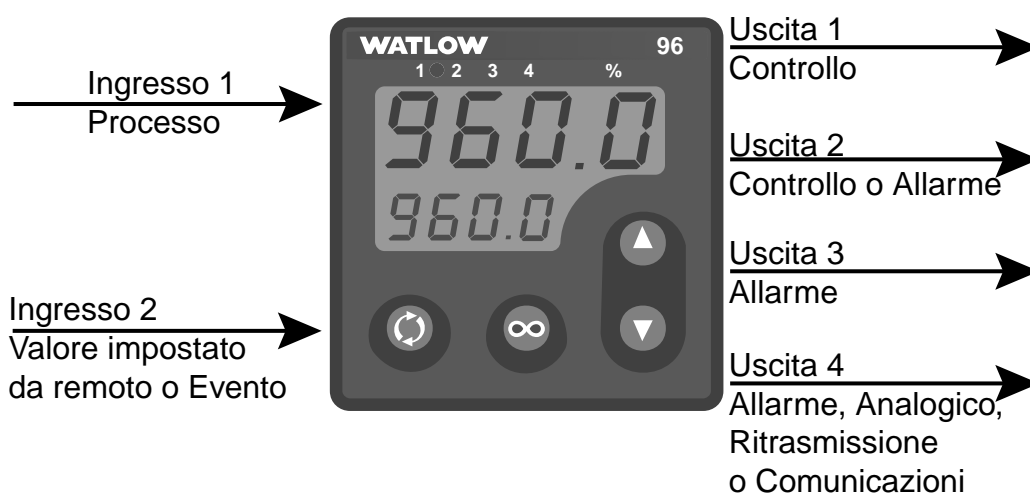 Ingresso 1
Processo
Ingresso 2
Valore impostato
da remoto o Evento
WATLOW 96
1 2 3 4 %
960.0
960.0
Uscita 1
Controllo
Uscita 2
Controllo o Allarme
Uscita 3
Allarme
Uscita 4
Allarme, Analogico,
Ritrasmissione
o Comunicazioni